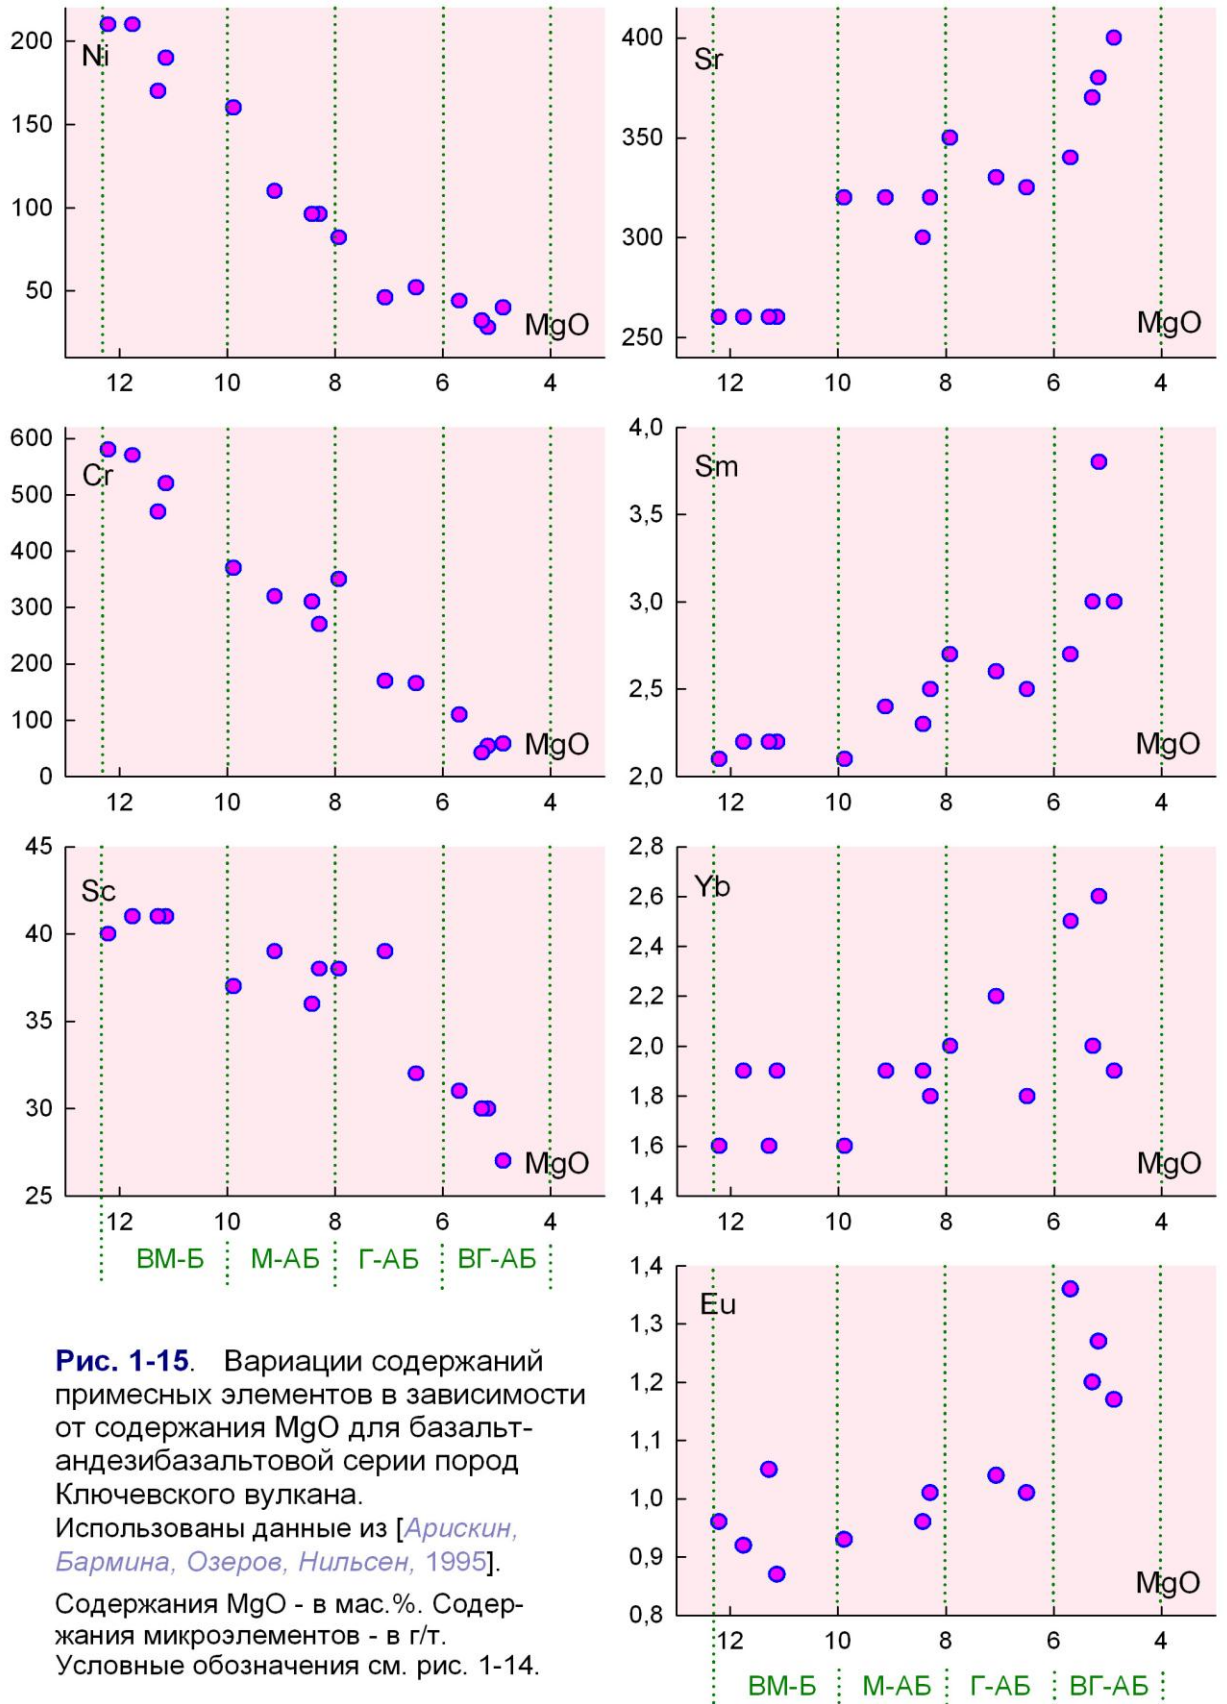 200
150
100
50
Ni
MgO
12 10 8 6 4
400
350
300
250
Sr
MgO
12 10 8 6 4
600
500
400
300
200
100
0
Cr
MgO
12 10 8 6 4
4,0
3,5
3,0
2,5
2,0
Sm
MgO
12 10 8 6 4
45
40
35
30
25
Sc
MgO
12 10 8 6 4
ВМ-Б М-АБ Г-АБ ВГ-АБ
2,8
2,6
2,4
2,2
2,0
1,8
1,6
1,4
Yb
MgO
12 10 8 6 4
1,4
1,3
1,2
1,1
1,0
0,9
0,8
Eu
MgO
12 10 8 6 4
ВМ-Б М-АБ Г-АБ ВГ-АБ
Рис. 1-15. Вариации содержаний
примесных элементов в зависимости
от содержания MgO для базальт-
андезибазальтовой серии пород
Ключевского вулкана.
Использованы данные из [Арискин,
Бармина, Озеров, Нильсен, 1995].
Содержания MgO - в мас.%. Содер-
жания микроэлементов - в г/т.
Условные обозначения см. рис. 1-14.